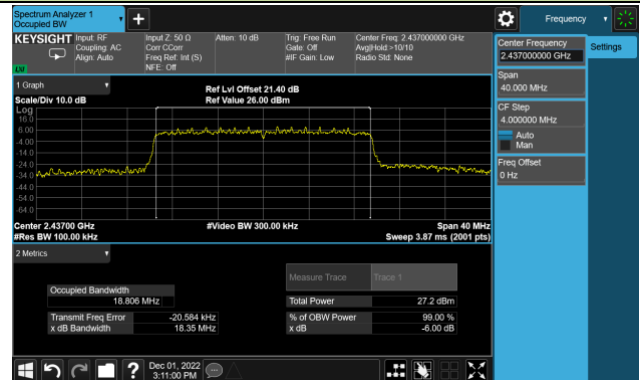 Spectrum Analyzer 1
Occupied BW
+
Frequency
KEYSIGHT
Input: RF
Coupling: AC
Align: Auto
Input Z: 50 Ω
Corr CCorr
Freq Ref: Int (S)
NFE: Off
Atten: 10 dB
Trig: Free Run
Gate: Off
#IF Gain: Low
Center Freq: 2.437000000 GHz
Avg|Hold >10/10
Radio Std: None
Center Frequency
2.437000000 GHz
Settings
Span
40.000 MHz
CF Step
4.000000 MHz
Auto
Man
Freq Offset
0 Hz
1 Graph
Scale/Div 10.0 dB
Ref Lvl Offset 21.40 dB
Ref Value 26.00 dBm
Log
16.0
6.00
-4.00
-14.0
-24.0
-34.0
-44.0
-54.0
-64.0
Center 2.43700 GHz
#Res BW 100.00 kHz
#Video BW 300.00 kHz
Span 40 MHz
Sweep 3.87 ms (2001 pts)
2 Metrics
Measure Trace
Trace 1
Occupied Bandwidth
18.806 MHz
Total Power
27.2 dBm
Transmit Freq Error
-20.584 kHz
% of OBW Power
99.00 %
x dB Bandwidth
18.35 MHz
x dB
-6.00 dB
?
Dec 01, 2022
3:11:00 PM